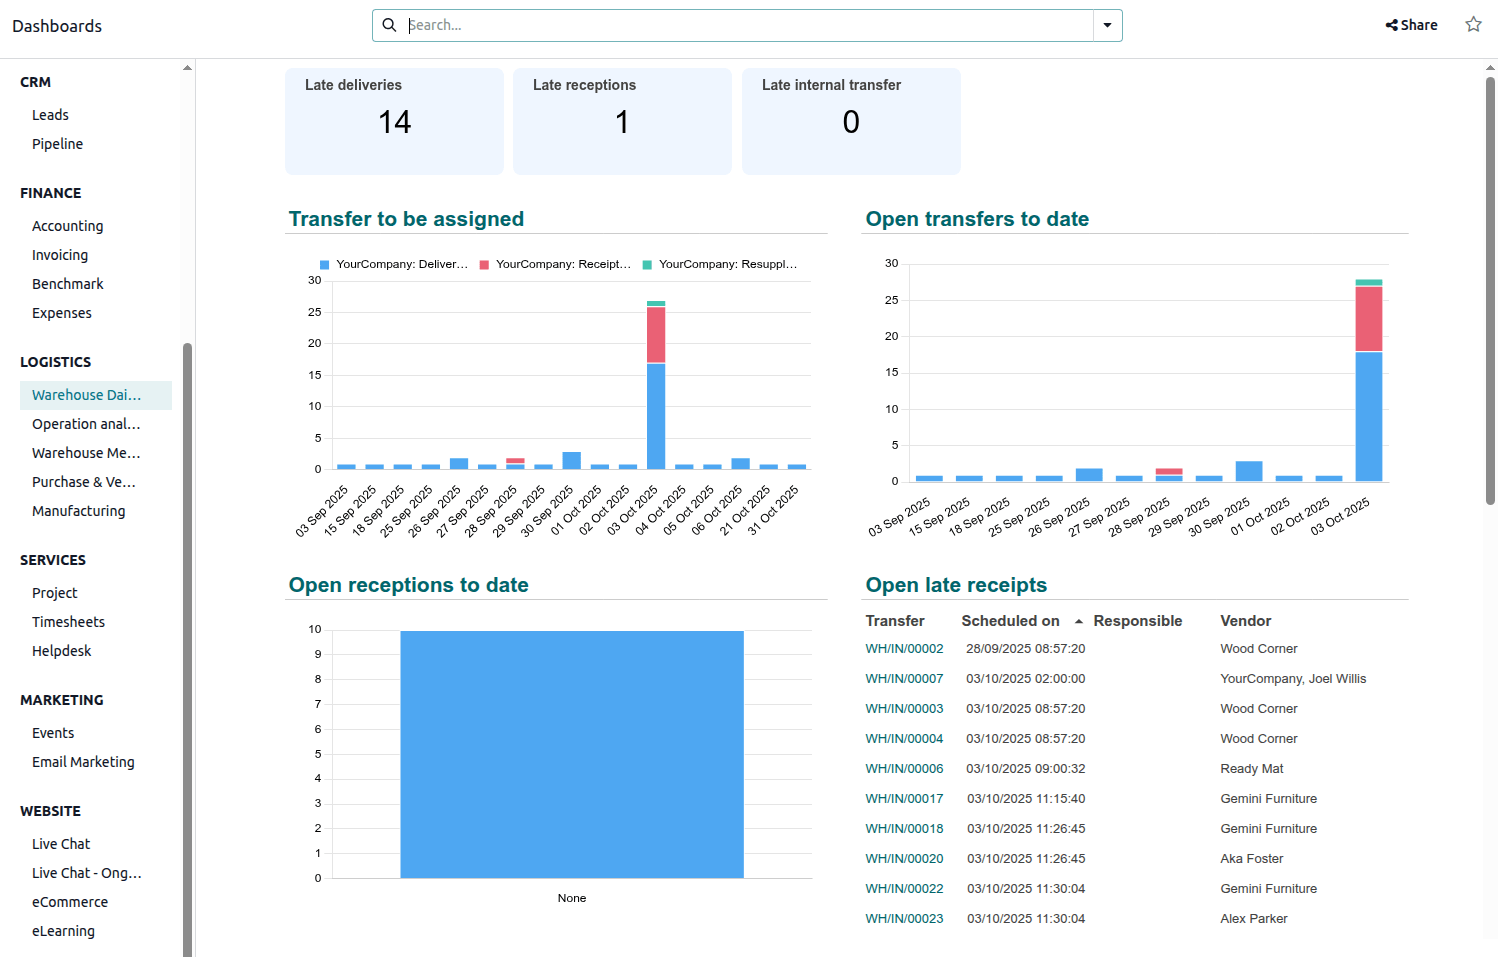 Dashboards
Search...
Share
CRM
Leads
Pipeline
FINANCE
Accounting
Invoicing
Benchmark
Expenses
LOGISTICS
Warehouse Dai...
Operation anal...
Warehouse Me...
Purchase & Ve...
Manufacturing
SERVICES
Project
Timesheets
Helpdesk
MARKETING
Events
Email Marketing
WEBSITE
Live Chat
Live Chat - Ong...
eCommerce
eLearning
Late deliveries
14
Late receptions
1
Late internal transfer
0
Transfer to be assigned
YourCompany: Deliver... YourCompany: Receipt... YourCompany: Resuppl...
30
25
20
15
10
5
0
03 Sep 2025 15 Sep 2025 18 Sep 2025 25 Sep 2025 26 Sep 2025 27 Sep 2025 28 Sep 2025 29 Sep 2025 30 Sep 2025 01 Oct 2025 02 Oct 2025 03 Oct 2025 04 Oct 2025 05 Oct 2025 06 Oct 2025 21 Oct 2025 31 Oct 2025
Open transfers to date
30
25
20
15
10
5
0
03 Sep 2025 15 Sep 2025 18 Sep 2025 25 Sep 2025 26 Sep 2025 27 Sep 2025 28 Sep 2025 29 Sep 2025 30 Sep 2025 01 Oct 2025 02 Oct 2025 03 Oct 2025
Open receptions to date
10
9
8
7
6
5
4
3
2
1
0
None
Open late receipts
Transfer Scheduled on Responsible Vendor
WH/IN/00002 28/09/2025 08:57:20 Wood Corner
WH/IN/00007 03/10/2025 02:00:00 YourCompany, Joel Willis
WH/IN/00003 03/10/2025 08:57:20 Wood Corner
WH/IN/00004 03/10/2025 08:57:20 Wood Corner
WH/IN/00006 03/10/2025 09:00:32 Ready Mat
WH/IN/00017 03/10/2025 11:15:40 Gemini Furniture
WH/IN/00018 03/10/2025 11:26:45 Gemini Furniture
WH/IN/00020 03/10/2025 11:26:45 Aka Foster
WH/IN/00022 03/10/2025 11:30:04 Gemini Furniture
WH/IN/00023 03/10/2025 11:30:04 Alex Parker